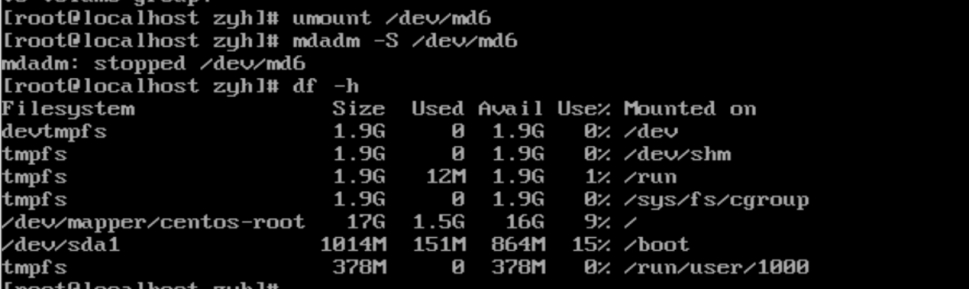 to volume group.
[root@localhost zyh]# umount /dev/md6
[root@localhost zyh]# mdadm -S /dev/md6
mdadm: stopped /dev/md6
[root@localhost zyh]# df -h
Filesystem Size Used Avail Use% Mounted on
devtmpfs 1.9G 0 1.9G 0% /dev
tmpfs 1.9G 0 1.9G 0% /dev/shm
tmpfs 1.9G 12M 1.9G 1% /run
tmpfs 1.9G 0 1.9G 0% /sys/fs/cgroup
/dev/mapper/centos-root 17G 1.5G 16G 9% /
/dev/sda1 1014M 151M 864M 15% /boot
tmpfs 378M 0 378M 0% /run/user/1000
[root@localhost zyh]#